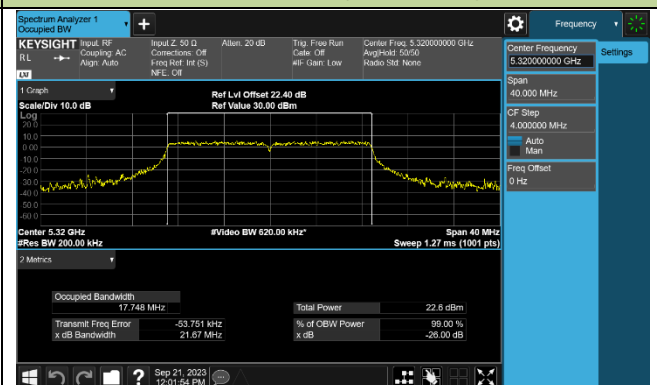 Spectrum Analyzer 1
Occupied BW
+
Frequency
KEYSIGHT
RL
LXI
Input: RF
Coupling: AC
Align: Auto
Input Z: 50 Ω
Corrections: Off
Freq Ref: Int (S)
NFE: Off
Atten: 20 dB
Trig: Free Run
Gate: Off
#IF Gain: Low
Center Freq: 5.320000000 GHz
Avg|Hold: 50/50
Radio Std: None
Center Frequency
5.320000000 GHz
Settings
Span
40.000 MHz
CF Step
4.000000 MHz
Auto
Man
Freq Offset
0 Hz
1 Graph
Scale/Div 10.0 dB
Ref Lvl Offset 22.40 dB
Ref Value 30.00 dBm
Log
20.0
10.0
0.00
-10.0
-20.0
-30.0
-40.0
-50.0
-60.0
Center 5.32 GHz
#Video BW 620.00 kHz*
Span 40 MHz
#Res BW 200.00 kHz
Sweep 1.27 ms (1001 pts)
2 Metrics
Occupied Bandwidth
17.748 MHz
Total Power
22.6 dBm
Transmit Freq Error
-53.751 kHz
% of OBW Power
99.00 %
x dB Bandwidth
21.67 MHz
x dB
-26.00 dB
?
Sep 21, 2023
12:01:54 PM